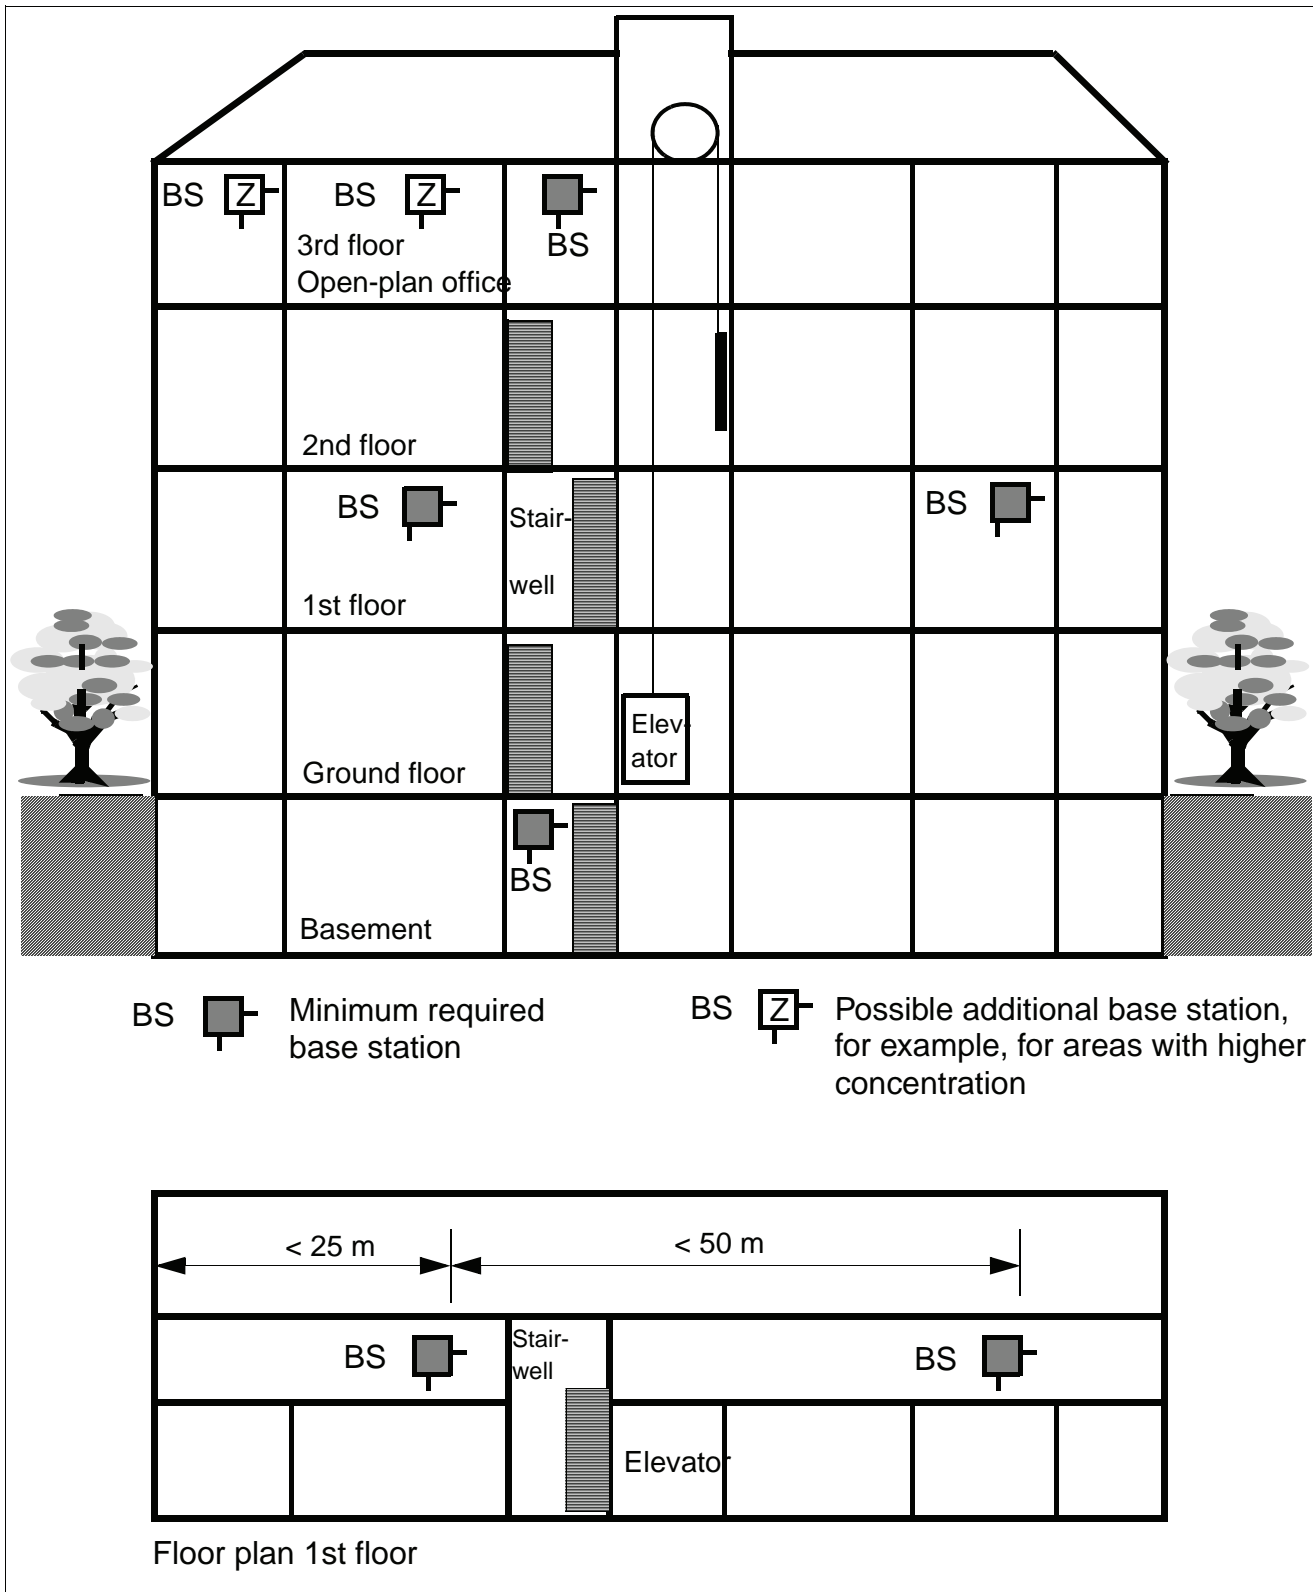 BS Z BS Z
BS
3rd floor
Open-plan office
2nd floor
BS
BS
Stair-
well
1st floor
Elev-
ator
Ground floor
BS
Basement
BS
Minimum required
base station
BS Z
Possible additional base station,
for example, for areas with higher
concentration
< 25 m
< 50 m
BS
Stair-
well
BS
Elevator
Floor plan 1st floor